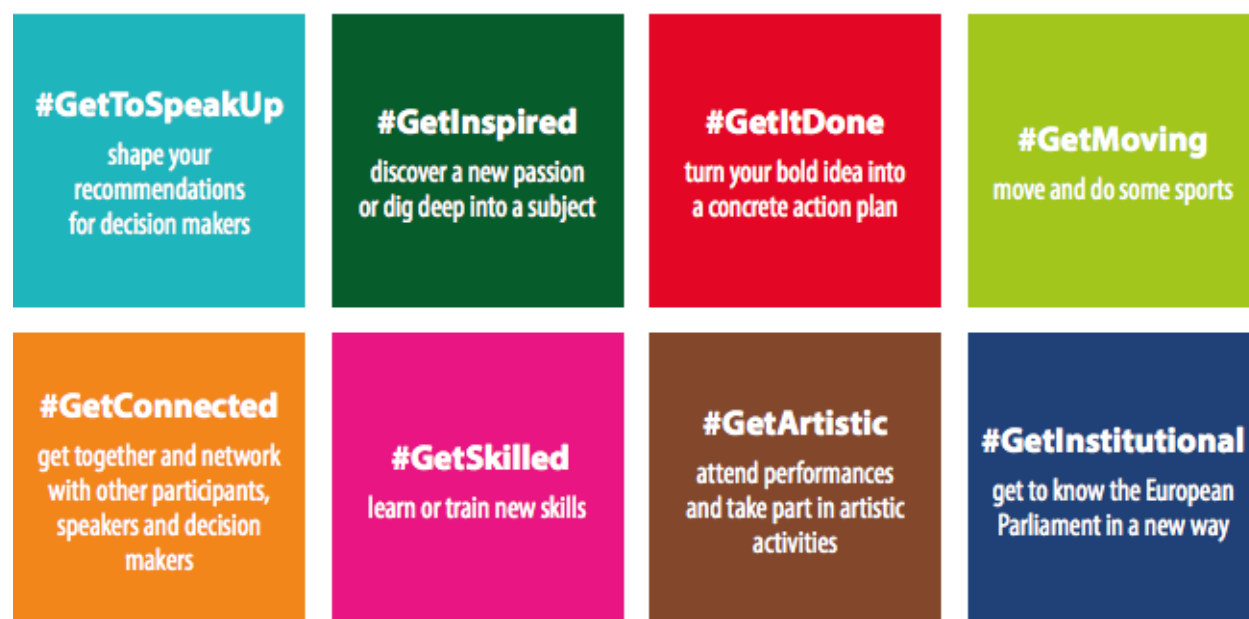 #GetToSpeakUp
shape your
recommendations
for decision makers
#GetInspired
discover a new passion
or dig deep into a subject
#GetItDone
turn your bold idea into
a concrete action plan
#GetMoving
move and do some sports
#GetConnected
get together and network
with other participants,
speakers and decision
makers
#GetSkilled
learn or train new skills
#GetArtistic
attend performances
and take part in artistic
activities
#GetInstitutional
get to know the European
Parliament in a new way